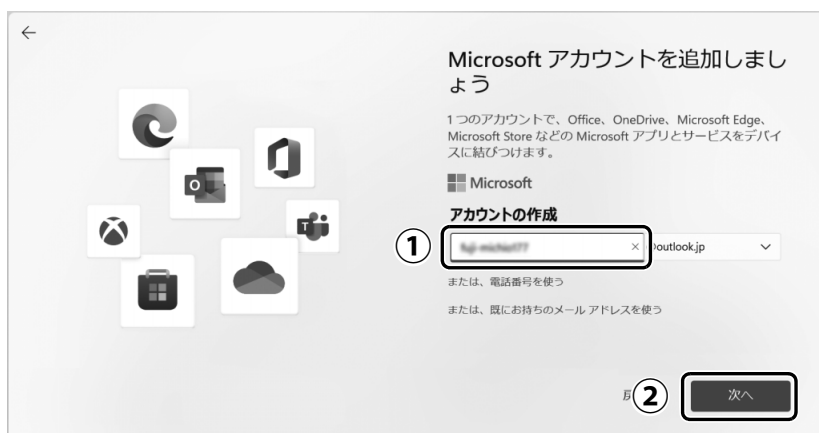 Microsoft アカウントを追加しまし
ょう
1 つのアカウントで、Office、OneDrive、Microsoft Edge、
Microsoft Store などの Microsoft アプリとサービスをデバイ
スに結びつけます。
Microsoft
アカウントの作成
① outlook.jp
または、電話番号を使う
または、既にお持ちのメール アドレスを使う
② 次へ